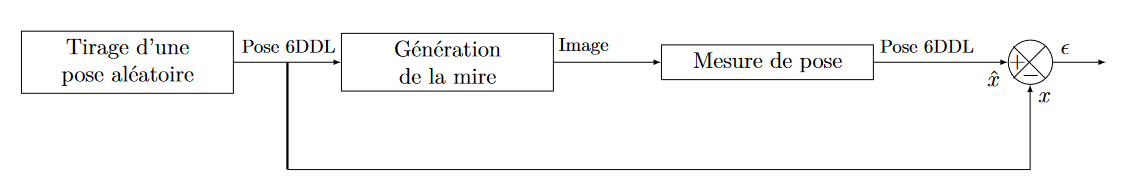 Tirage d'une
pose aléatoire
Pose 6DDL
Génération
de la mire
Image
Mesure de pose
Pose 6DDL
x̂
+
−
ϵ
x